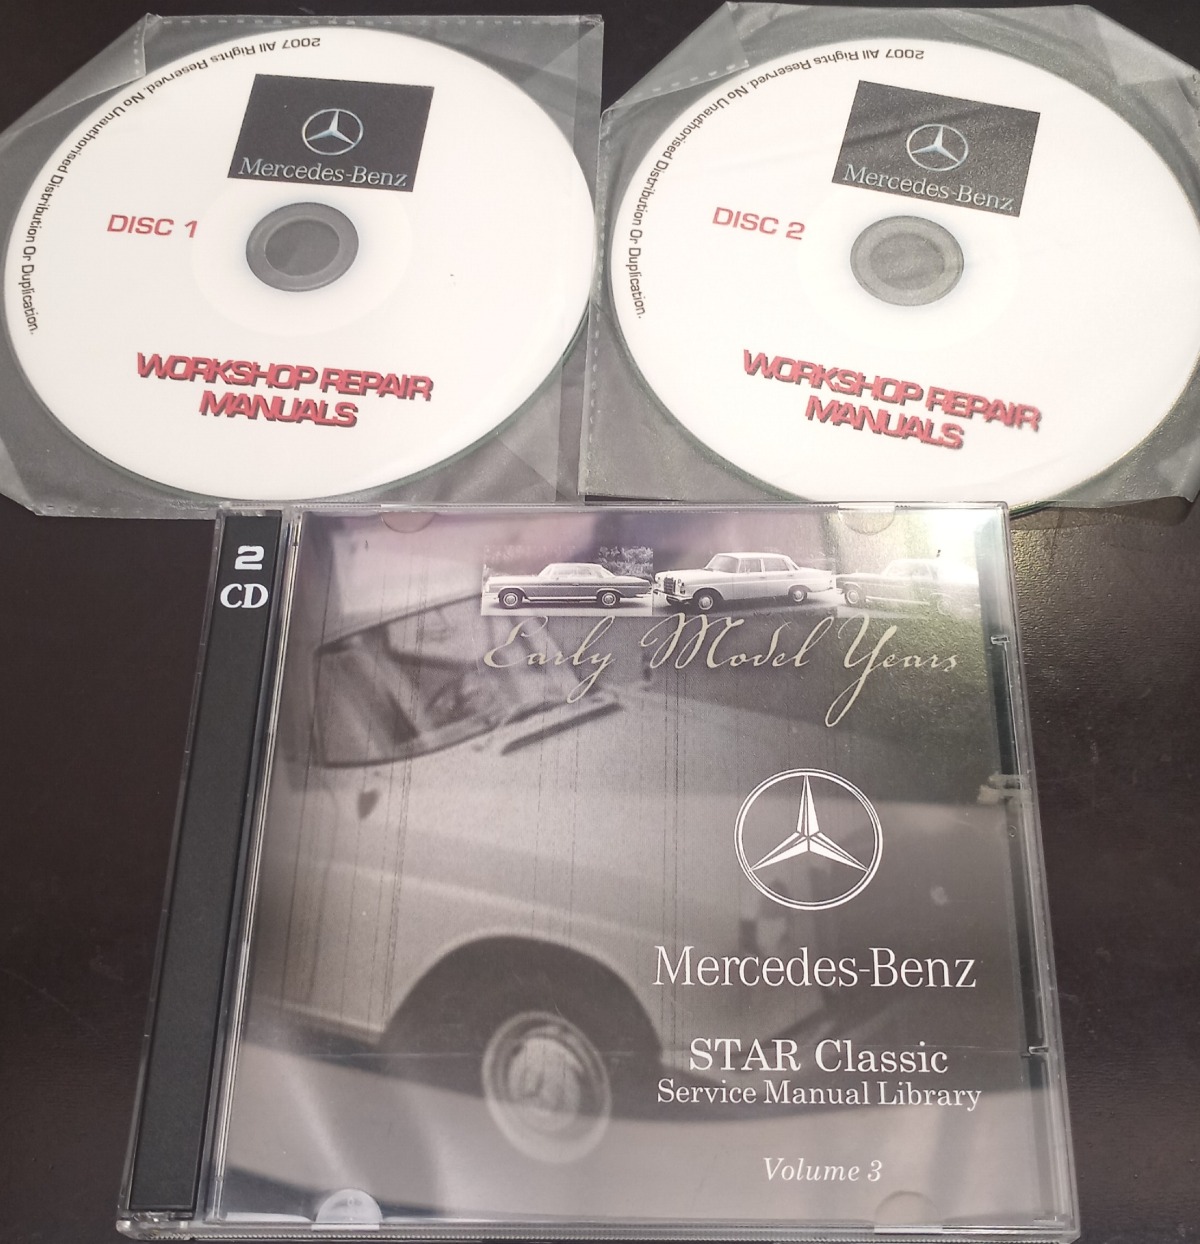 2007 All Rights Reserved. No Unauthorised Distribution Or Duplication.
Mercedes-Benz
DISC 1
WORKSHOP REPAIR
MANUALS
2007 All Rights Reserved. No Unauthorised Distribution Or Duplication.
Mercedes-Benz
DISC 2
WORKSHOP REPAIR
MANUALS
2
CD
Early Model Years
Mercedes-Benz
STAR Classic
Service Manual Library
Volume 3